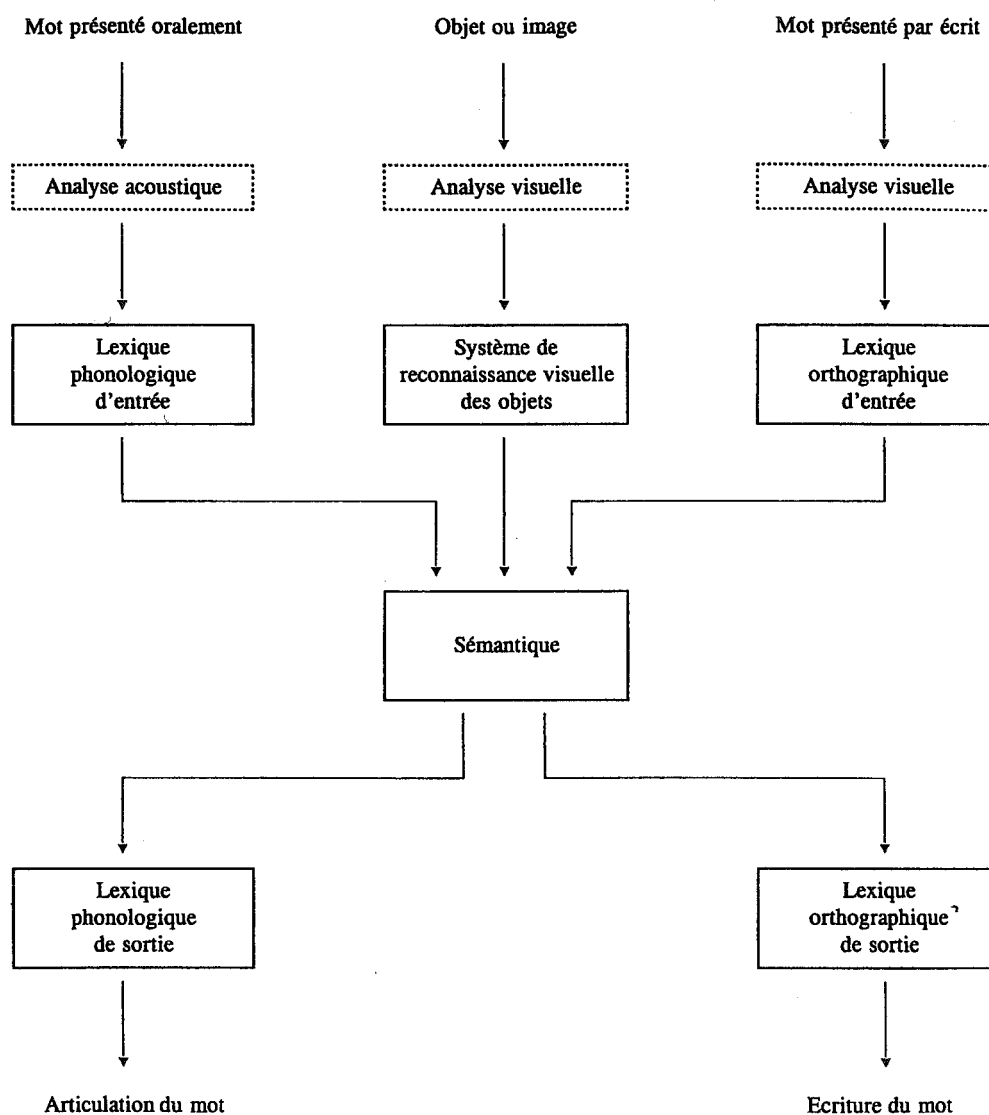 Mot présenté oralement
Objet ou image
Mot présenté par écrit
Analyse acoustique
Analyse visuelle
Analyse visuelle
Lexique
phonologique
d'entrée
Système de
reconnaissance visuelle
des objets
Lexique
orthographique
d'entrée
Sémantique
Lexique
phonologique
de sortie
Lexique
orthographique
de sortie
Articulation du mot
Ecriture du mot